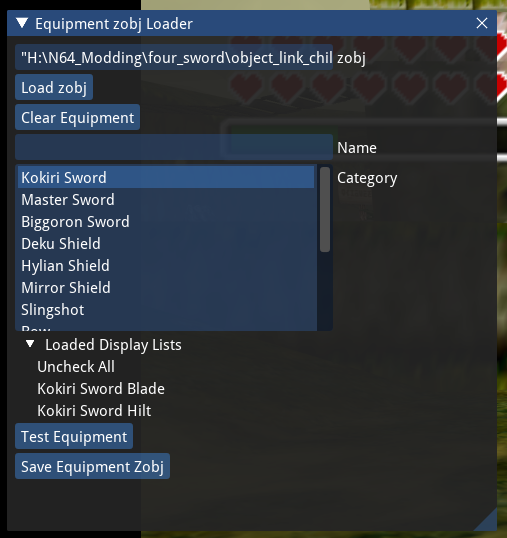 Equipment zobj Loader
"H:\N64_Modding\four_sword\object_link_chil zobj
Load zobj
Clear Equipment
Name
Kokiri Sword
Category
Master Sword
Biggoron Sword
Deku Shield
Hylian Shield
Mirror Shield
Slingshot
Bow
Loaded Display Lists
Uncheck All
Kokiri Sword Blade
Kokiri Sword Hilt
Test Equipment
Save Equipment Zobj